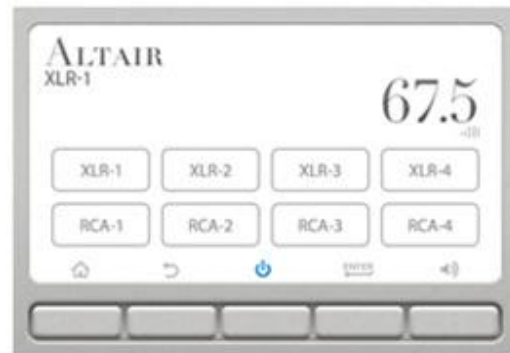 ALTAIR
XLR-1
67.5
dB
XLR-1 XLR-2 XLR-3 XLR-4
RCA-1 RCA-2 RCA-3 RCA-4
ENTER